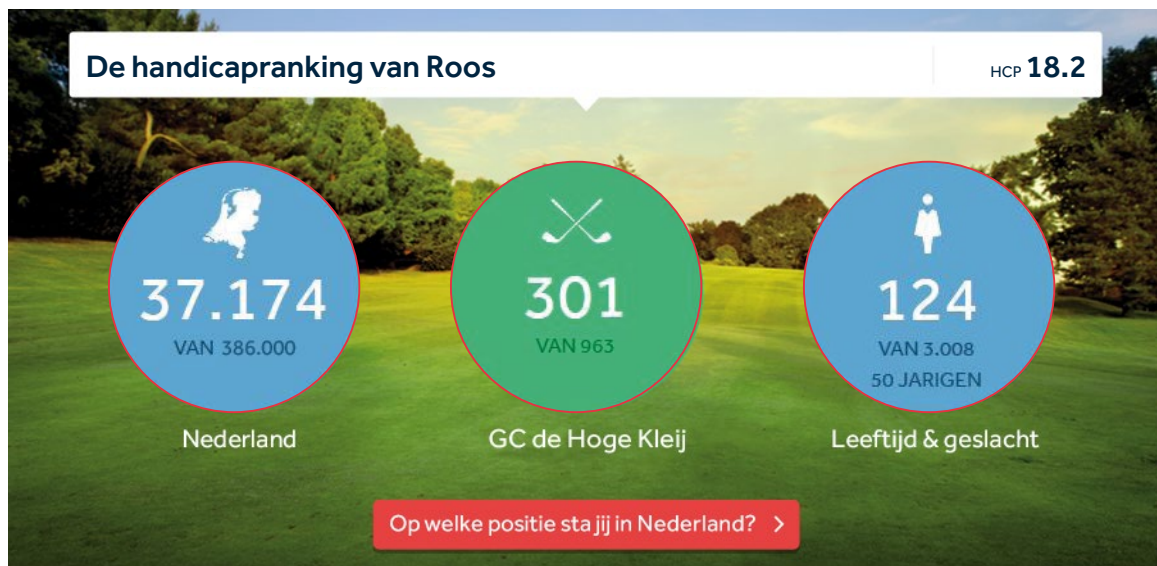 De handicapranking van Roos
HCP 18.2
37.174
VAN 386.000
Nederland
301
VAN 963
GC de Hoge Kleij
124
VAN 3.008
50 JARIGEN
Leeftijd & geslacht
Op welke positie sta jij in Nederland? >